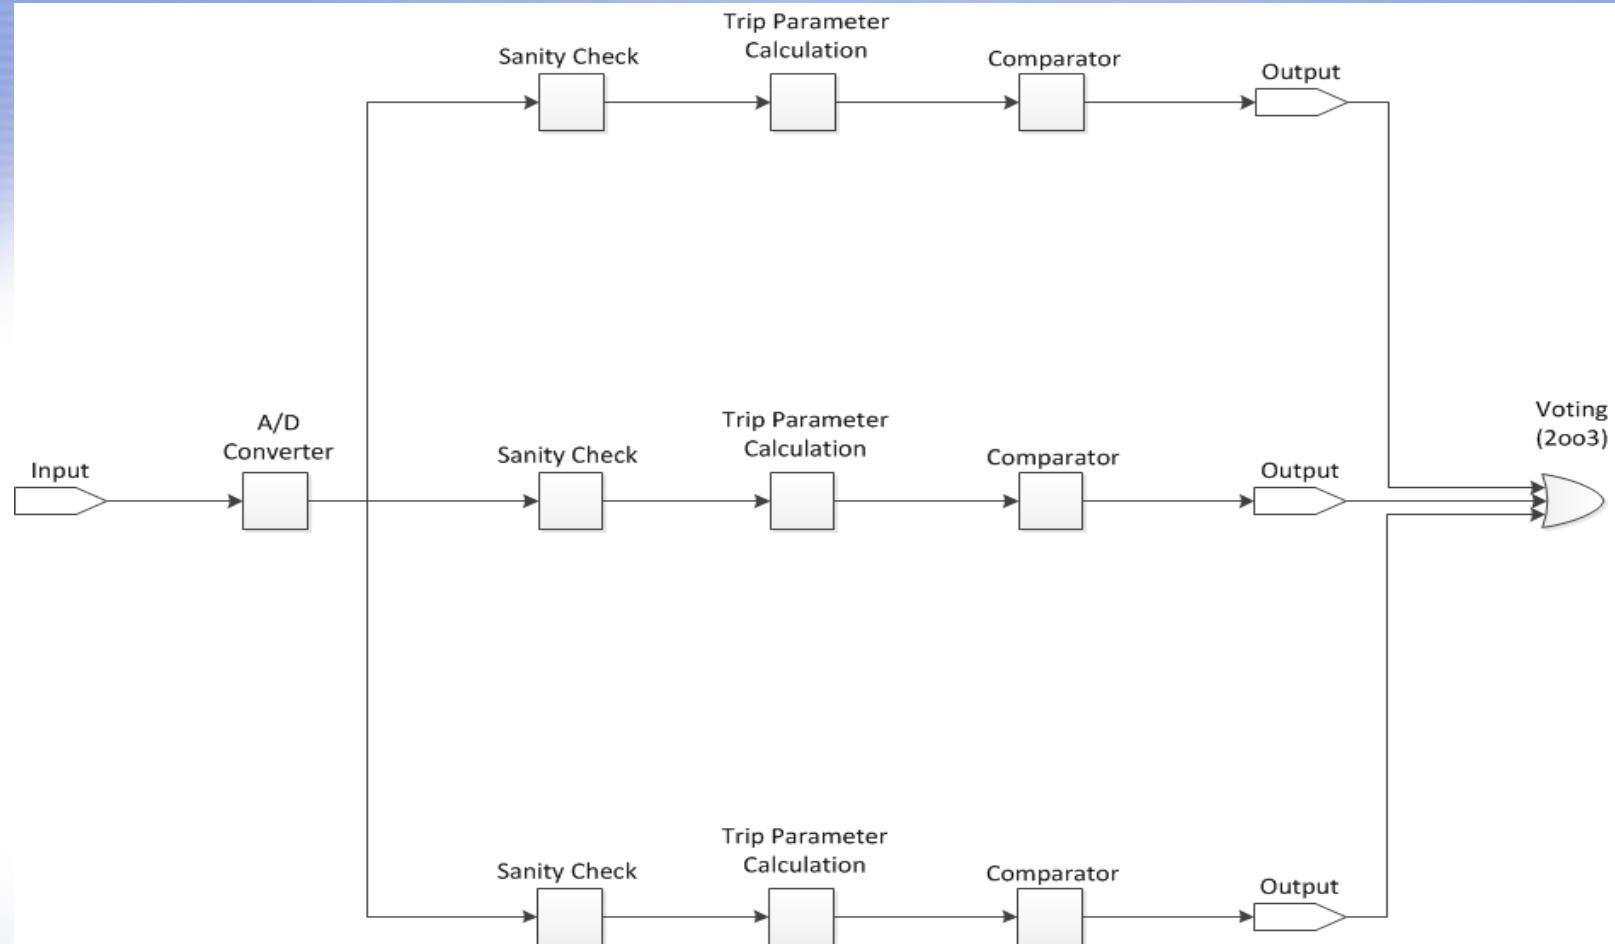 Trip Parameter
Calculation
Sanity Check
Comparator
Output
A/D
Converter
Input
Sanity Check
Trip Parameter
Calculation
Comparator
Output
Voting
(2oo3)
Trip Parameter
Calculation
Sanity Check
Comparator
Output